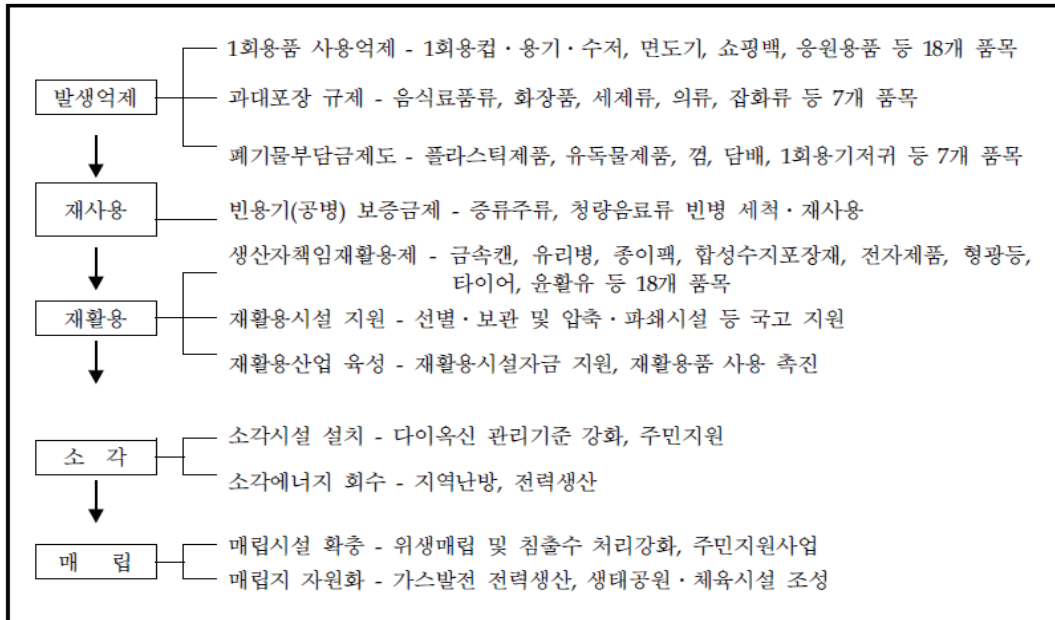 1회용품 사용억제 - 1회용컵·용기·수저, 면도기, 쇼핑백, 응원용품 등 18개 품목
발생억제
과대포장 규제 - 음식료품류, 화장품, 세제류, 의류, 잡화류 등 7개 품목
폐기물부담금제도 - 플라스틱제품, 유독물제품, 껌, 담배, 1회용기저귀 등 7개 품목
재사용
빈용기(공병) 보증금제 - 증류주류, 청량음료류 빈병 세척·재사용
생산자책임재활용제 - 금속캔, 유리병, 종이팩, 합성수지포장재, 전자제품, 형광등,
타이어, 윤활유 등 18개 품목
재활용
재활용시설 지원 - 선별·보관 및 압축·파쇄시설 등 국고 지원
재활용산업 육성 - 재활용시설자금 지원, 재활용품 사용 촉진
소각시설 설치 - 다이옥신 관리기준 강화, 주민지원
소 각
소각에너지 회수 - 지역난방, 전력생산
매립시설 확충 - 위생매립 및 침출수 처리강화, 주민지원사업
매 립
매립지 자원화 - 가스발전 전력생산, 생태공원·체육시설 조성